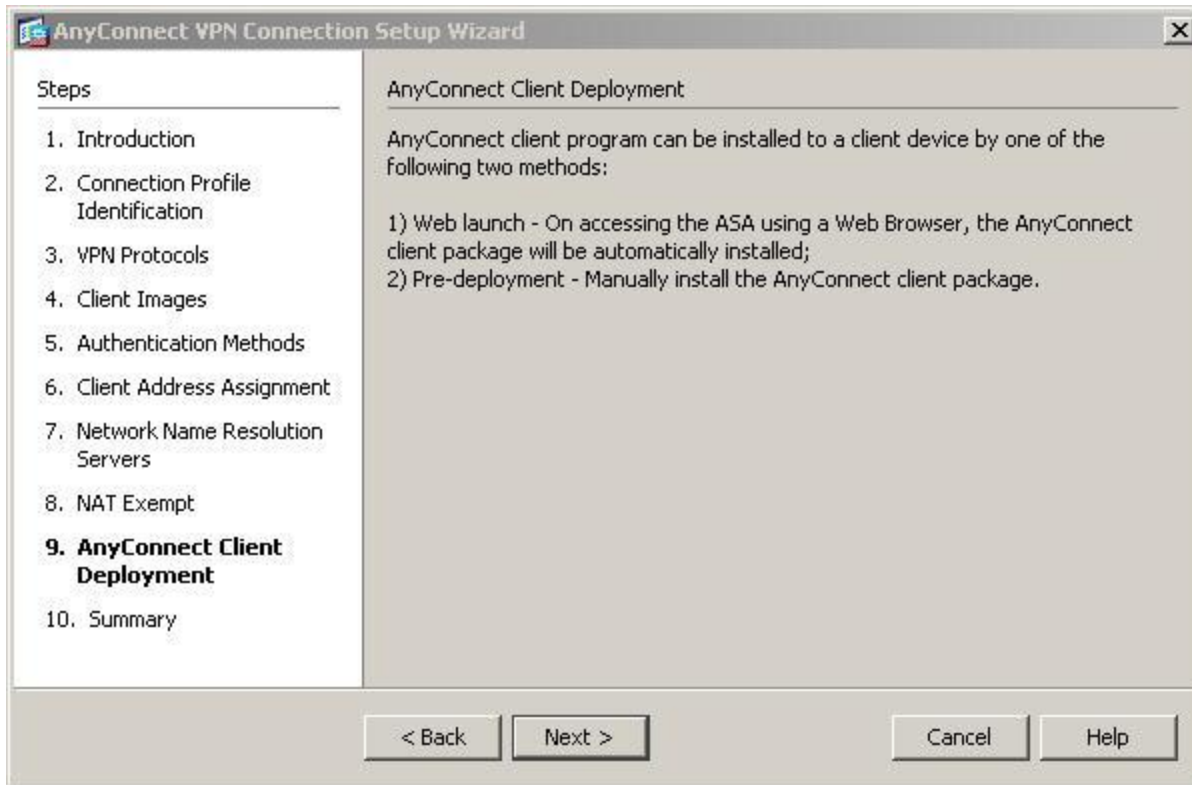 AnyConnect VPN Connection Setup Wizard
Steps
1. Introduction
2. Connection Profile
Identification
3. VPN Protocols
4. Client Images
5. Authentication Methods
6. Client Address Assignment
7. Network Name Resolution
Servers
8. NAT Exempt
9. AnyConnect Client
Deployment
10. Summary
AnyConnect Client Deployment
AnyConnect client program can be installed to a client device by one of the
following two methods:
1) Web launch - On accessing the ASA using a Web Browser, the AnyConnect
client package will be automatically installed;
2) Pre-deployment - Manually install the AnyConnect client package.
< Back
Next >
Cancel
Help